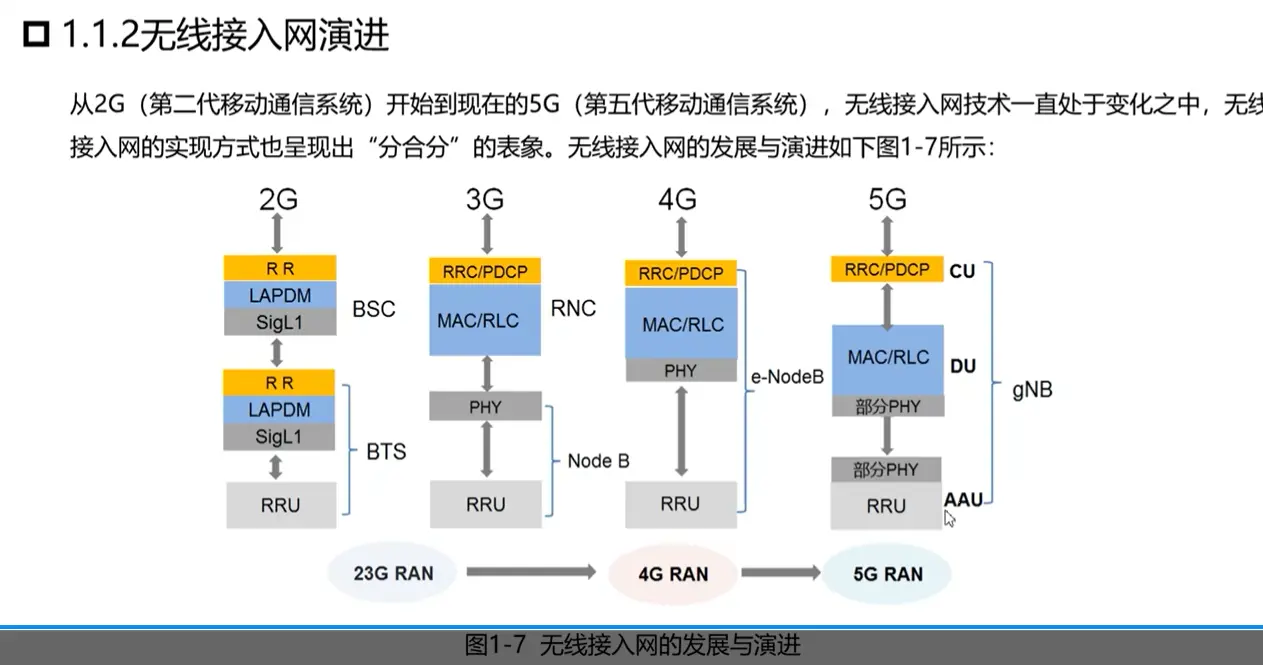 1.1.2无线接入网演进
从2G（第二代移动通信系统）开始到现在的5G（第五代移动通信系统），无线接入网技术一直处于变化之中，无线
接入网的实现方式也呈现出“分合分”的表象。无线接入网的发展与演进如下图1-7所示：
2G
3G
4G
5G
R R
LAPDM
SigL1
BSC
R R
LAPDM
SigL1
BTS
RRU
RRC/PDCP
MAC/RLC
RNC
PHY
Node B
RRU
RRC/PDCP
MAC/RLC
PHY
e-NodeB
RRU
RRC/PDCP
CU
MAC/RLC
DU
部分PHY
gNB
部分PHY
RRU
AAU
23G RAN
4G RAN
5G RAN
图1-7 无线接入网的发展与演进